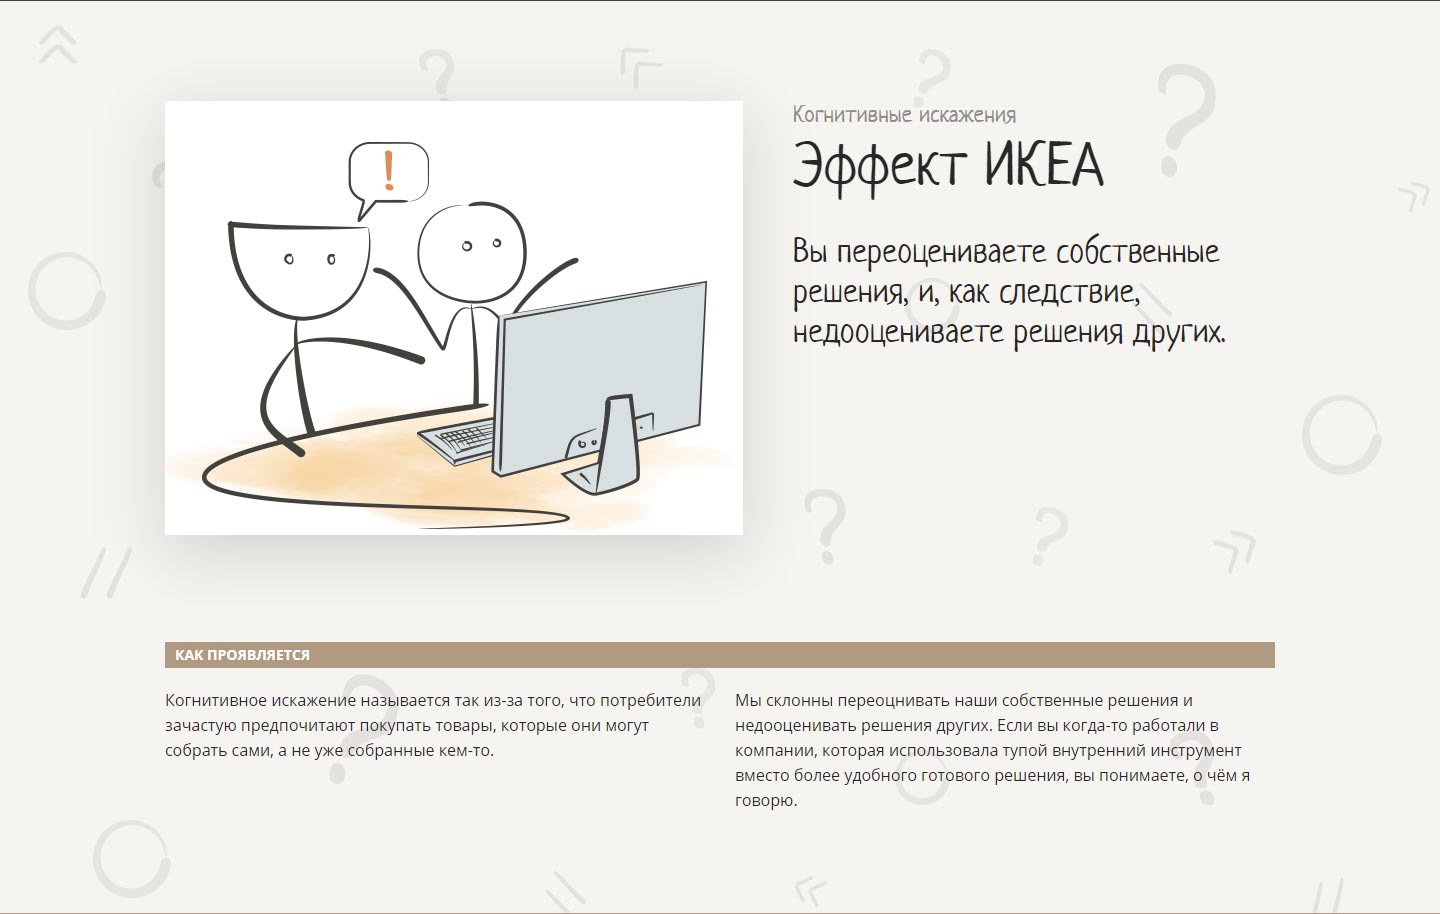 !
Когнитивные искажения
Эффект ИКЕА
Вы переоцениваете собственные
решения, и, как следствие,
недооцениваете решения других.
КАК ПРОЯВЛЯЕТСЯ
Когнитивное искажение называется так из-за того, что потребители
зачастую предпочитают покупать товары, которые они могут
собрать сами, а не уже собранные кем-то.
Мы склонны переоцнивать наши собственные решения и
недооценивать решения других. Если вы когда-то работали в
компании, которая использовала тупой внутренний инструмент
вместо более удобного готового решения, вы понимаете, о чём я
говорю.